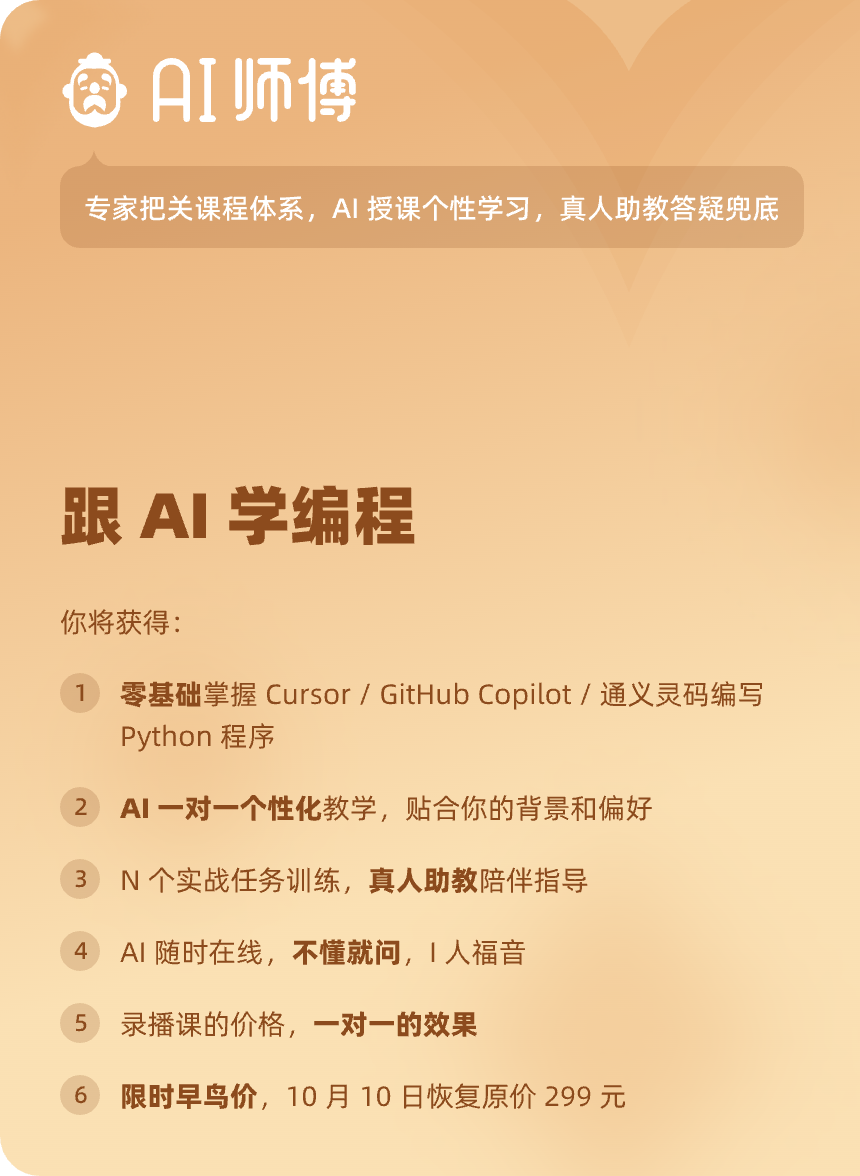 AI 师傅
专家把关课程体系，AI 授课个性学习，真人助教答疑兜底
跟 AI 学编程
你将获得：
1 零基础掌握 Cursor / GitHub Copilot / 通义灵码编写
Python 程序
2 AI 一对一个性化教学，贴合你的背景和偏好
3 N 个实战任务训练，真人助教陪伴指导
4 AI 随时在线，不懂就问，I 人福音
5 录播课的价格，一对一的效果
6 限时早鸟价，10 月 10 日恢复原价 299 元